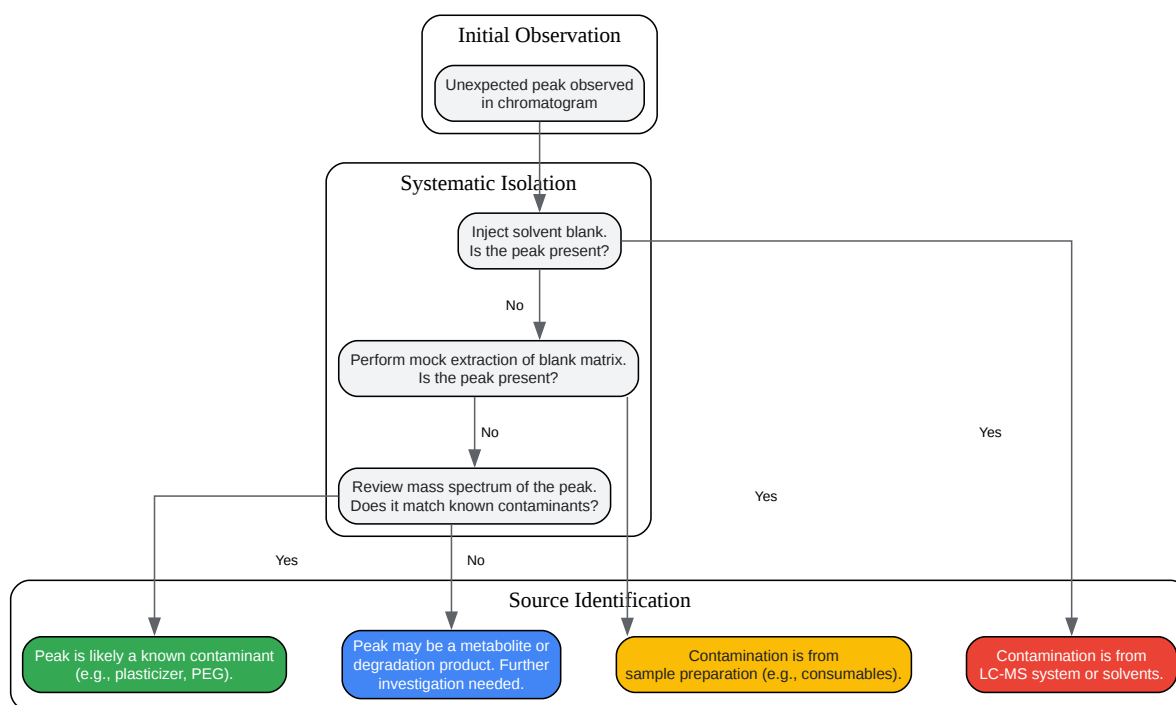 Initial Observation
Unexpected peak observed
in chromatogram
Systematic Isolation
Inject solvent blank.
Is the peak present?
No
Perform mock extraction of blank matrix.
Is the peak present?
No
Yes
Review mass spectrum of the peak.
Does it match known contaminants?
Yes
Yes
No
Source Identification
Peak is likely a known contaminant
(e.g., plasticizer, PEG).
Peak may be a metabolite or
degradation product. Further
investigation needed.
Contamination is from
sample preparation (e.g., consumables).
Contamination is from
LC-MS system or solvents.